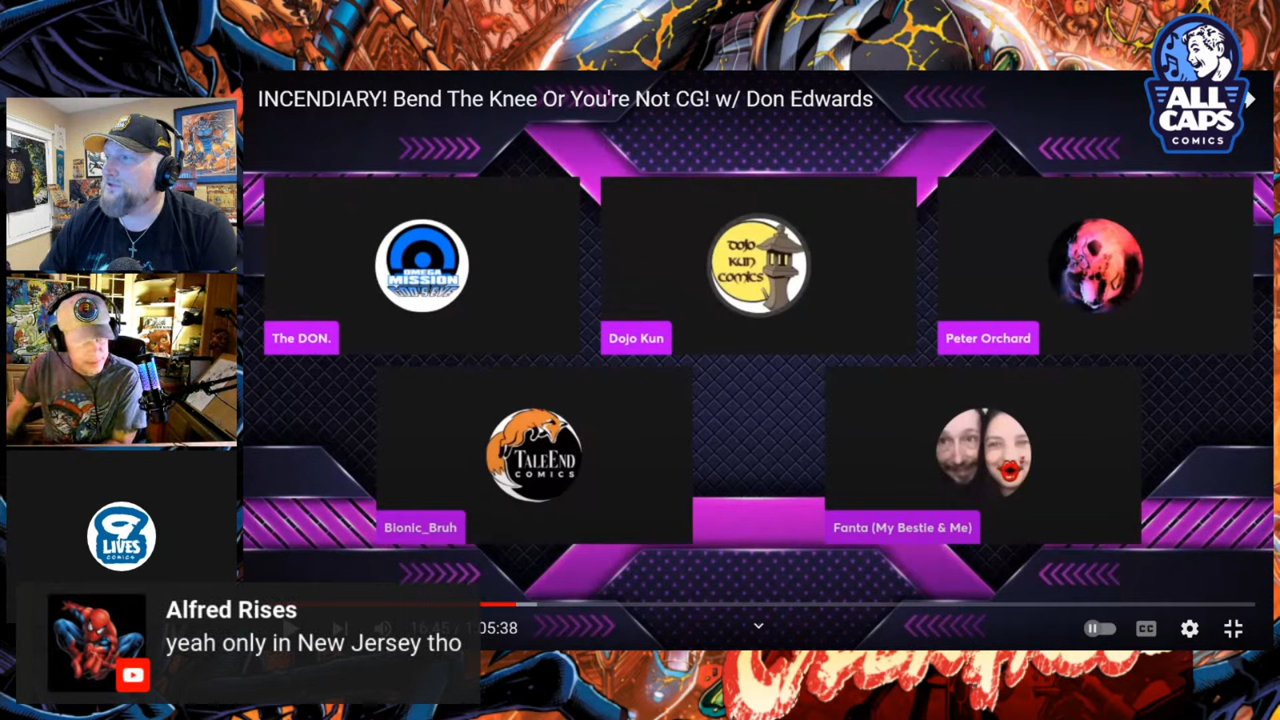 INCENDIARY! Bend The Knee Or You're Not CG! w/ Don Edwards
ALL
CAPS
COMICS
OMEGA
MISSION
The DON.
DOJO
KUN
COMICS
Dojo Kun
Peter Orchard
TALEEND
COMICS
Bionic_Bruh
Fanta (My Bestie & Me)
9
LIVES
COMICS
Alfred Rises
yeah only in New Jersey tho
05:38
CC